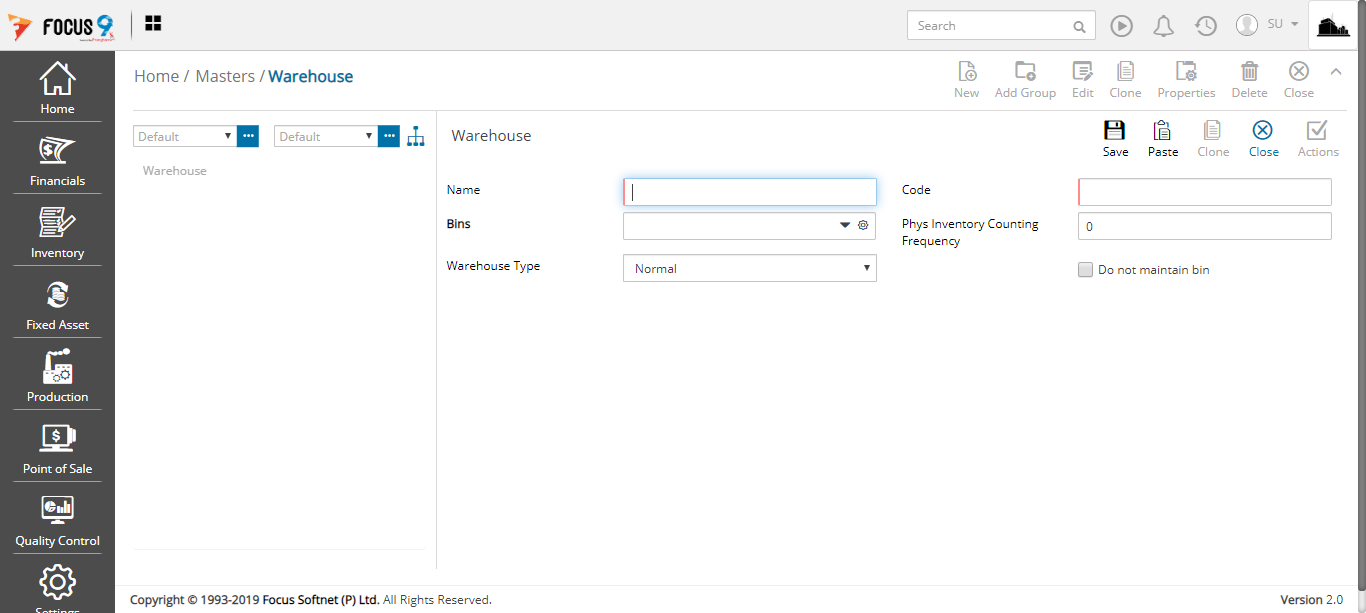 FOCUS 9
Search
SU
Home
Financials
Inventory
Fixed Asset
Production
Point of Sale
Quality Control
Settings
Home / Masters / Warehouse
New Add Group Edit Clone Properties Delete Close
Default Default
Warehouse
Warehouse
Save Paste Clone Close Actions
Name Code
Bins Phys Inventory Counting Frequency 0
Warehouse Type Normal Do not maintain bin
Copyright © 1993-2019 Focus Softnet (P) Ltd. All Rights Reserved. Version 2.0